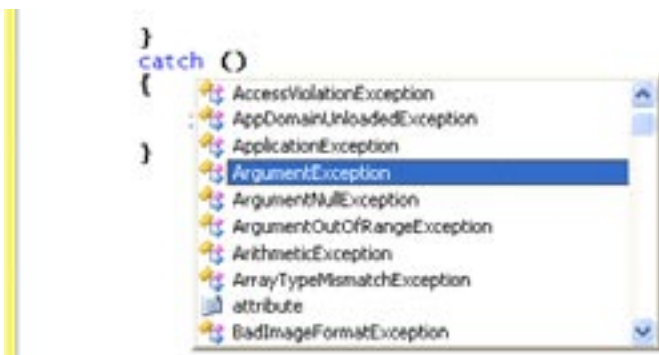 }
catch ()
{
AccessViolationException
AppDomainUnloadedException
ApplicationException
}
ArgumentException
ArgumentNullException
ArgumentOutOfRangeException
ArithmeticException
ArrayTypeMismatchException
attribute
BadImageFormatException